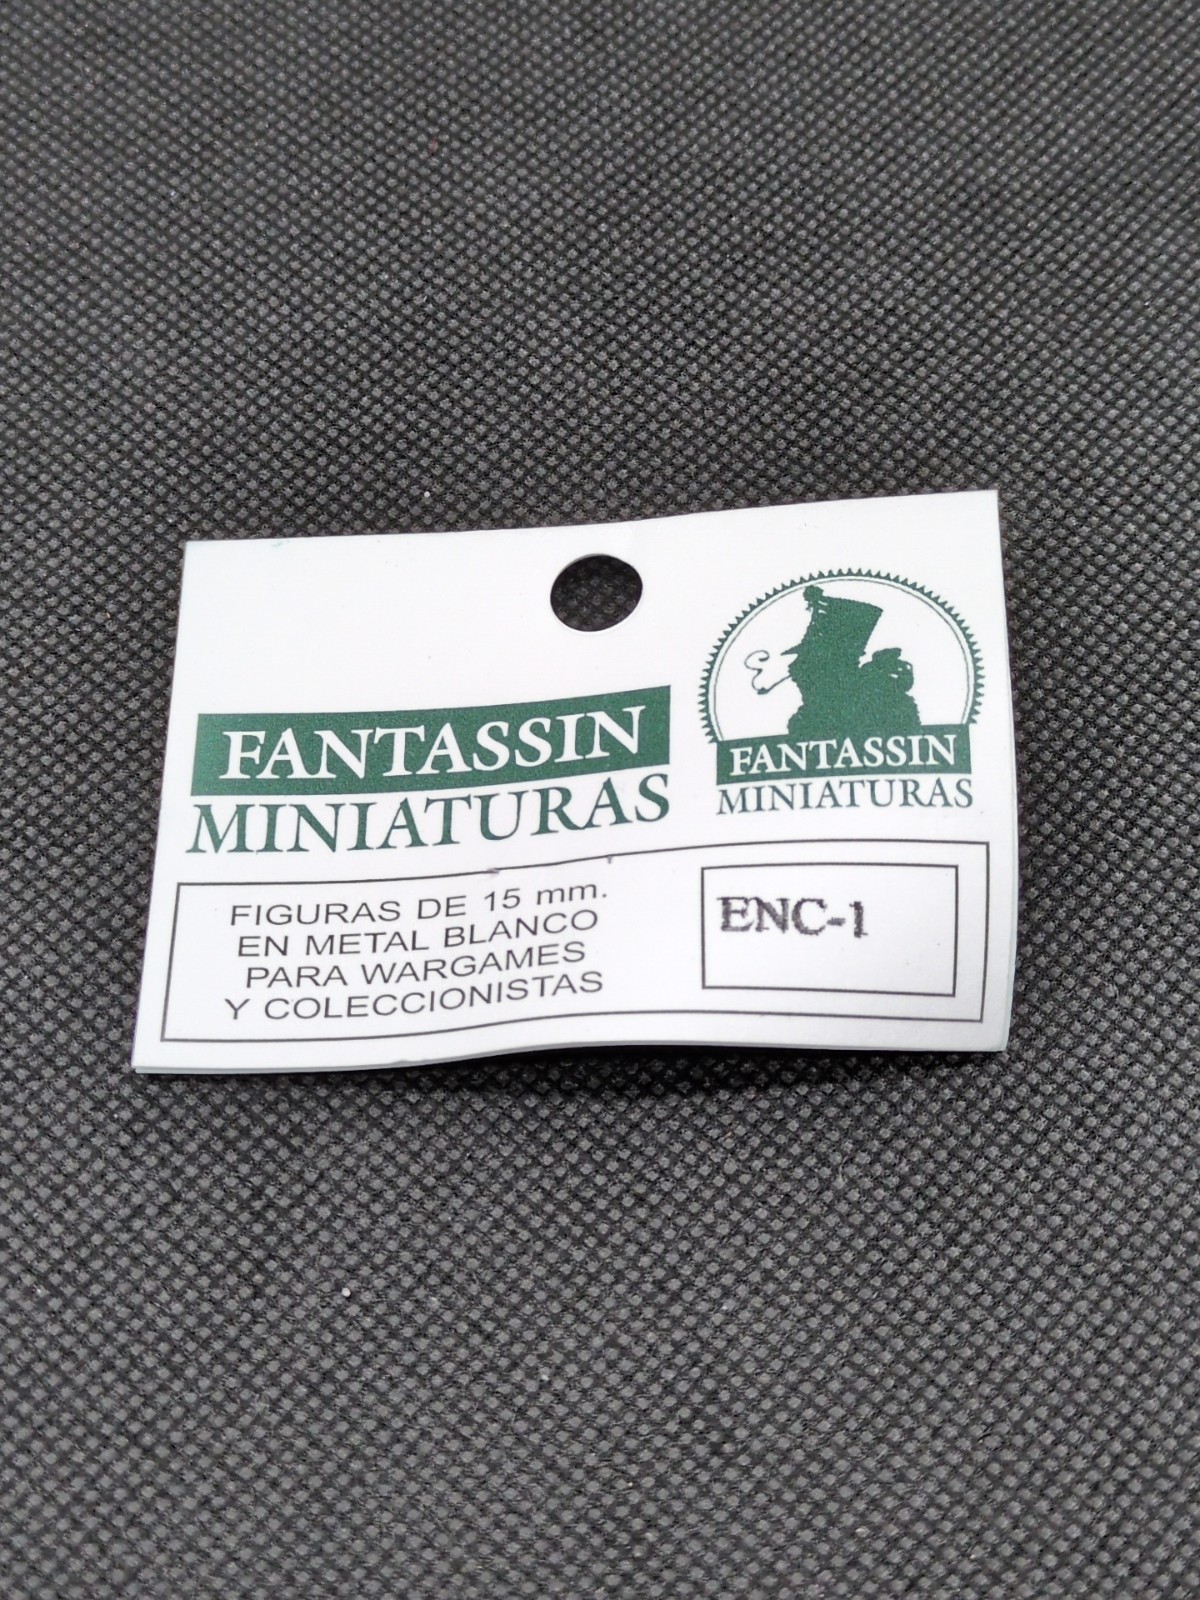 FANTASSIN
MINIATURAS
FANTASSIN
MINIATURAS
FIGURAS DE 15 mm.
EN METAL BLANCO
PARA WARGAMES
Y COLECCIONISTAS
ENC-1